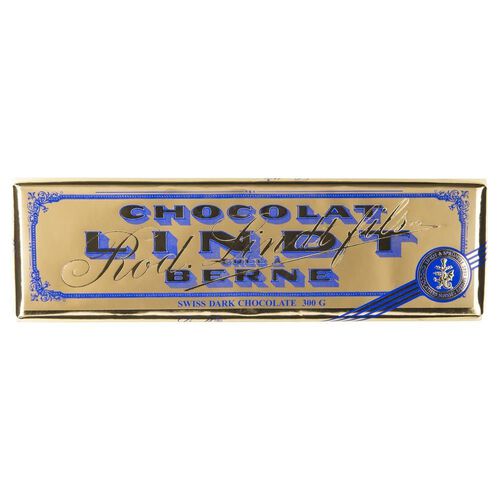 CHOCOLAT
LINDT
Rod. Lindt fils
BERNE
SWISS DARK CHOCOLATE 300 G